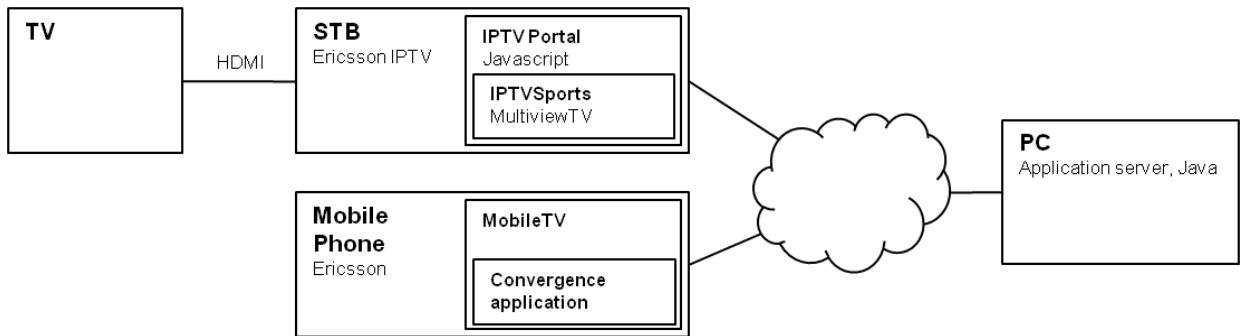 TV
HDMI
STB
Ericsson IPTV
IPTV Portal
Javascript
IPTVSports
MultiviewTV
Mobile
Phone
Ericsson
MobileTV
Convergence
application
PC
Application server, Java